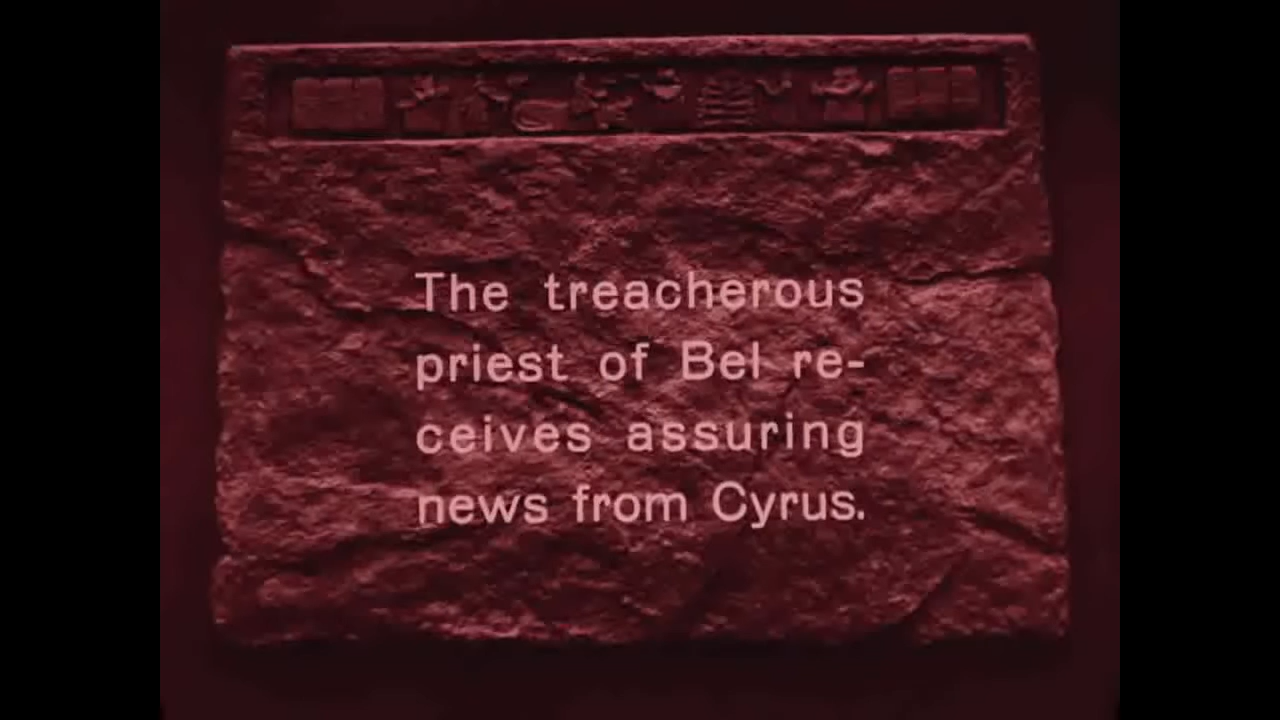 The treacherous
priest of Bel re-
ceives assuring
news from Cyrus.